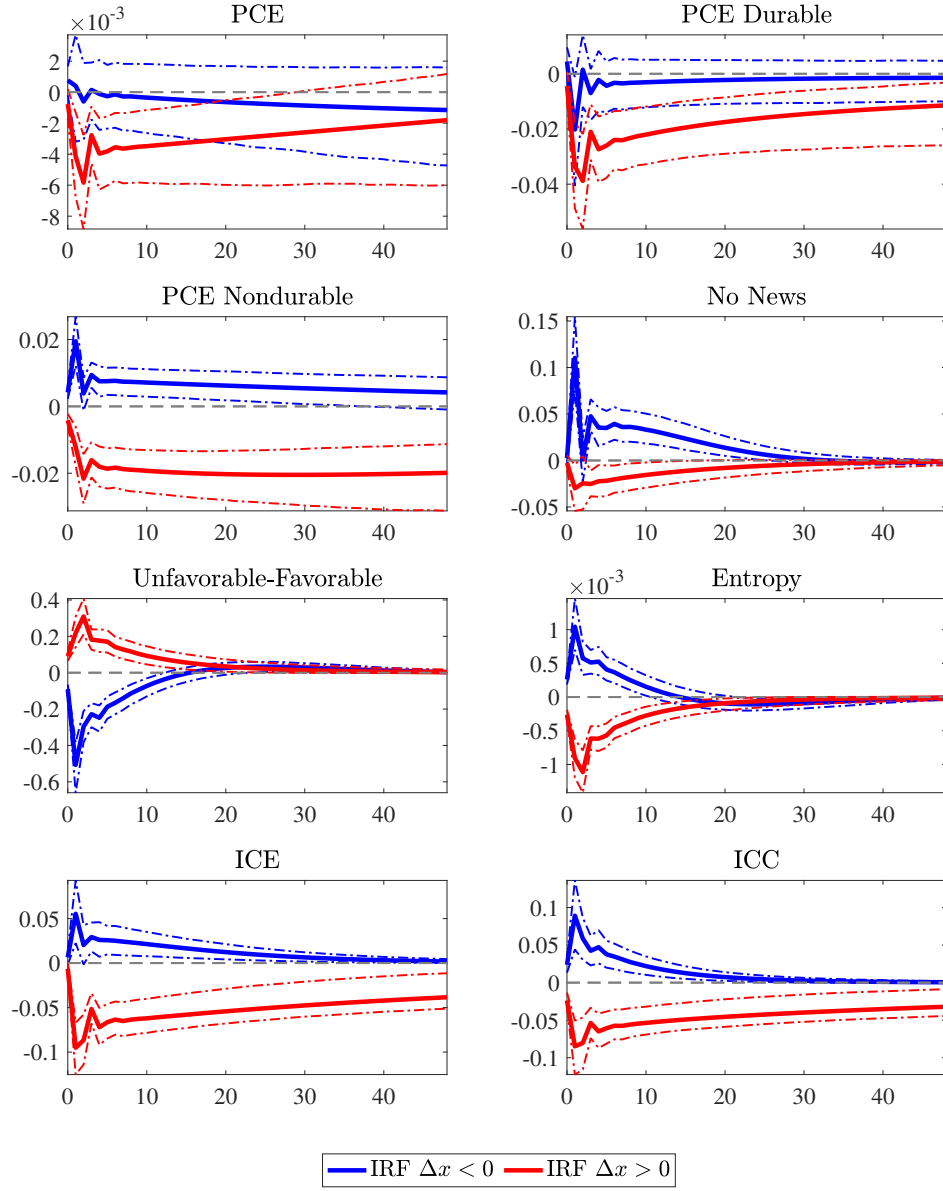 PCE
×10⁻³
2
0
-2
-4
-6
-8
0 10 20 30 40
PCE Durable
0
-0.02
-0.04
0 10 20 30 40
PCE Nondurable
0.02
0
-0.02
0 10 20 30 40
No News
0.15
0.1
0.05
0
-0.05
0 10 20 30 40
Unfavorable-Favorable
0.4
0.2
0
-0.2
-0.4
-0.6
0 10 20 30 40
Entropy
×10⁻³
1
0.5
0
-0.5
-1
0 10 20 30 40
ICE
0.05
0
-0.05
-0.1
0 10 20 30 40
ICC
0.1
0.05
0
-0.05
-0.1
0 10 20 30 40
IRF Δx < 0 IRF Δx > 0